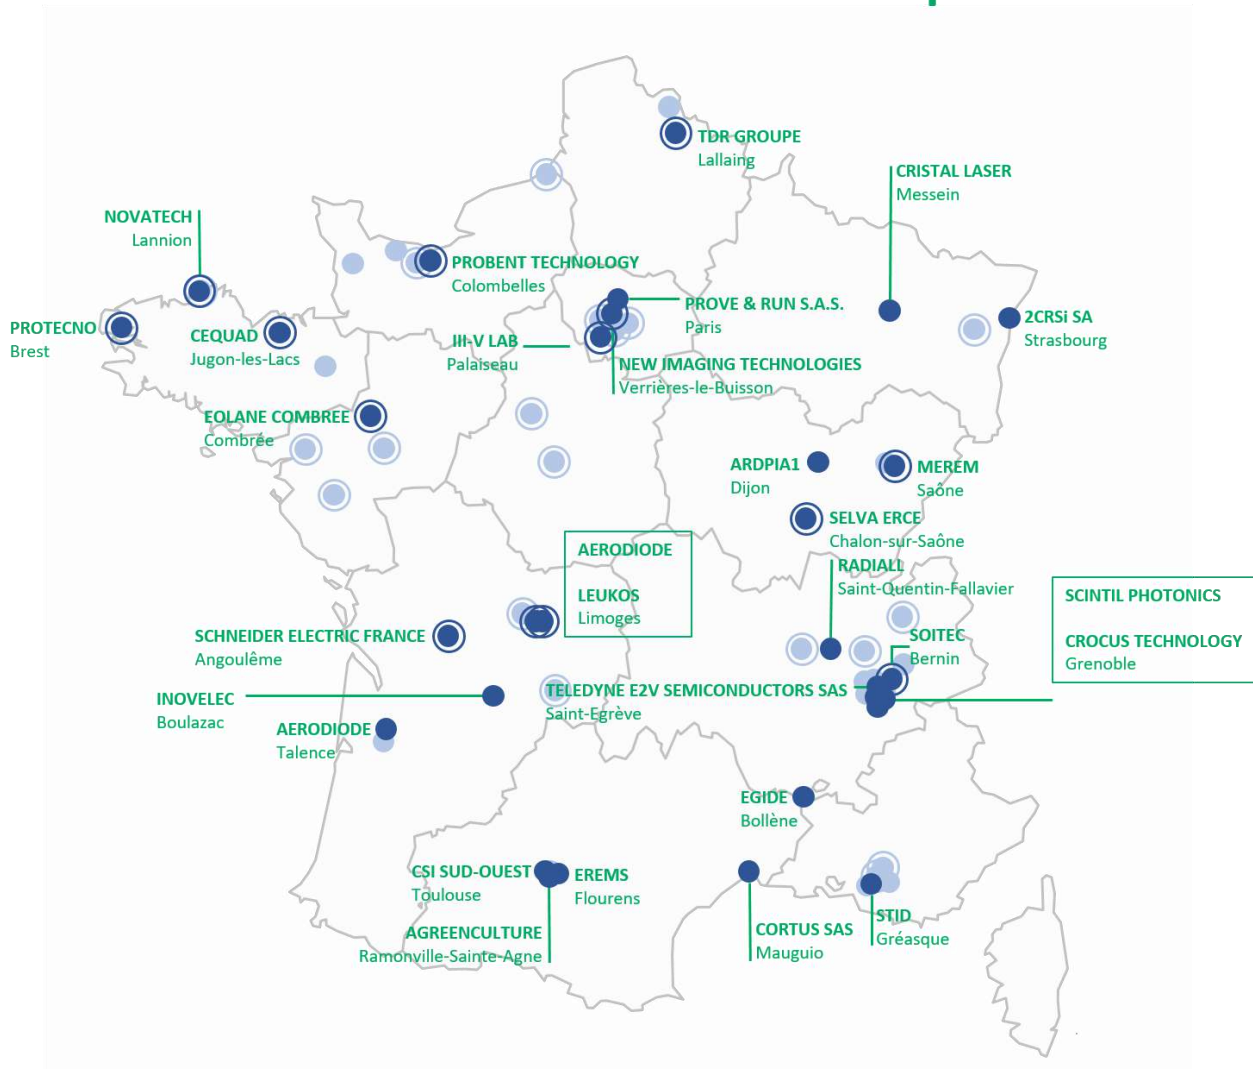 TDR GROUPE
Lallaing
CRISTAL LASER
Messein
NOVATECH
Lannion
PROBENT TECHNOLOGY
Colombelles
PROVE & RUN S.A.S.
Paris
2CRSi SA
Strasbourg
PROTECNO
Brest
CEQUAD
Jugon-les-Lacs
III-V LAB
Palaiseau
NEW IMAGING TECHNOLOGIES
Verrières-le-Buisson
EOLANE COMBREE
Combrée
ARDPIA1
Dijon
MEREM
Saône
SELVA ERCE
Chalon-sur-Saône
AERODIODE
LEUKOS
Limoges
RADIALL
Saint-Quentin-Fallavier
SCINTIL PHOTONICS
CROCUS TECHNOLOGY
Grenoble
SCHNEIDER ELECTRIC FRANCE
Angoulême
SOITEC
Bernin
INOVELEC
Boulazac
TELEDYNE E2V SEMICONDUCTORS SAS
Saint-Egrève
AERODIODE
Talence
EGIDE
Bollène
CSI SUD-OUEST
Toulouse
EREMS
Flourens
AGREENCULTURE
Ramonville-Sainte-Agne
CORTUS SAS
Mauguio
STID
Gréasque